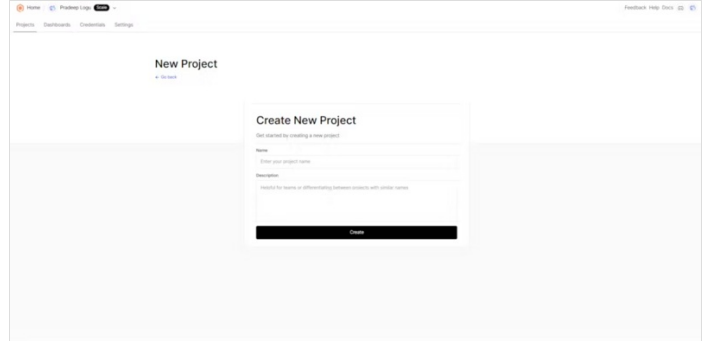 Home Pradeep Logu Scale Feedback Help Docs
Projects Dashboards Credentials Settings
New Project
Go back
Create New Project
Get started by creating a new project
Name
Enter your project name
Description
Helpful for teams or differentiating between projects with similar names
Create